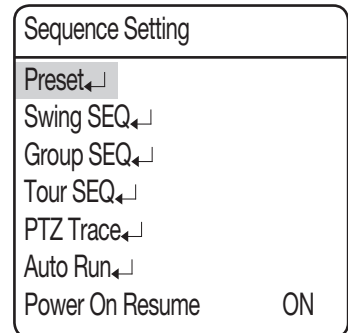 Sequence Setting
Preset↵
Swing SEQ↵
Group SEQ↵
Tour SEQ↵
PTZ Trace↵
Auto Run↵
Power On Resume ON